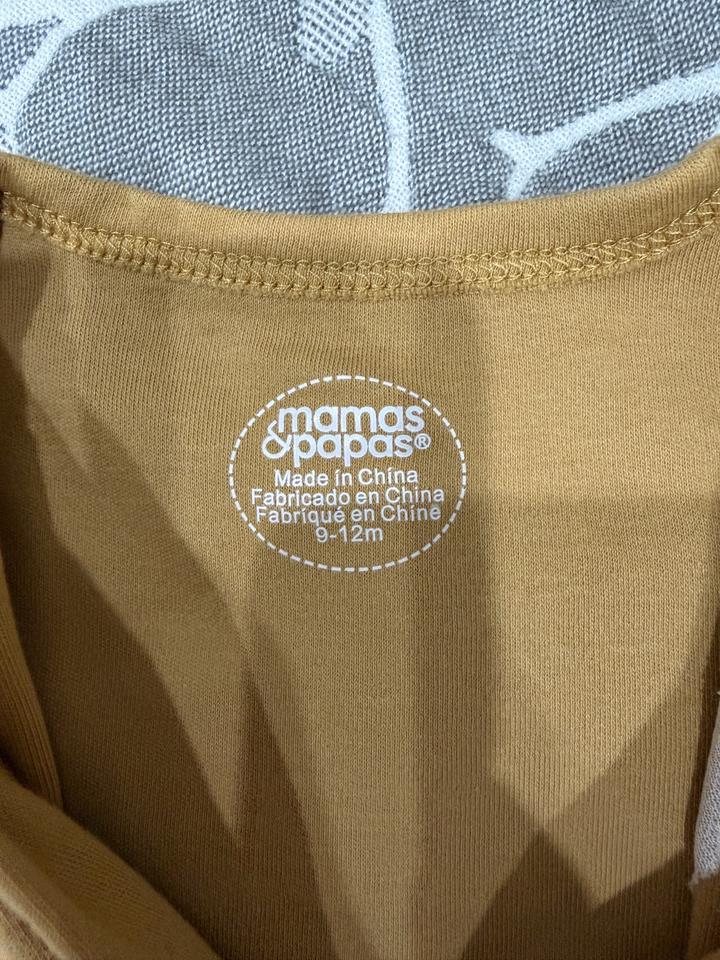 mamas
&papas®
Made in China
Fabricado en China
Fabriqué en Chine
9-12m